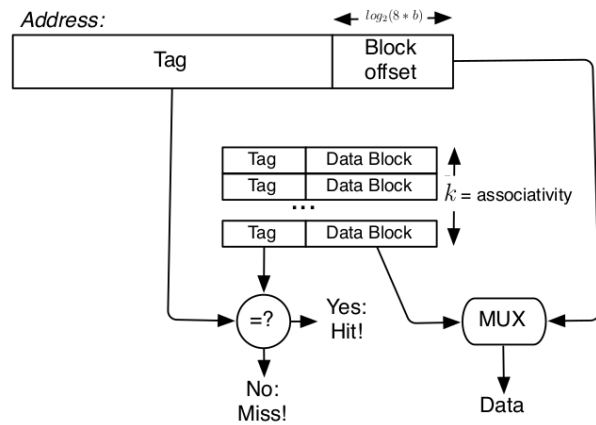 Address:
log₂(8 * b)
Tag
Block
offset
Tag Data Block
Tag Data Block
...
k = associativity
Tag Data Block
=?
Yes:
Hit!
MUX
No:
Miss!
Data